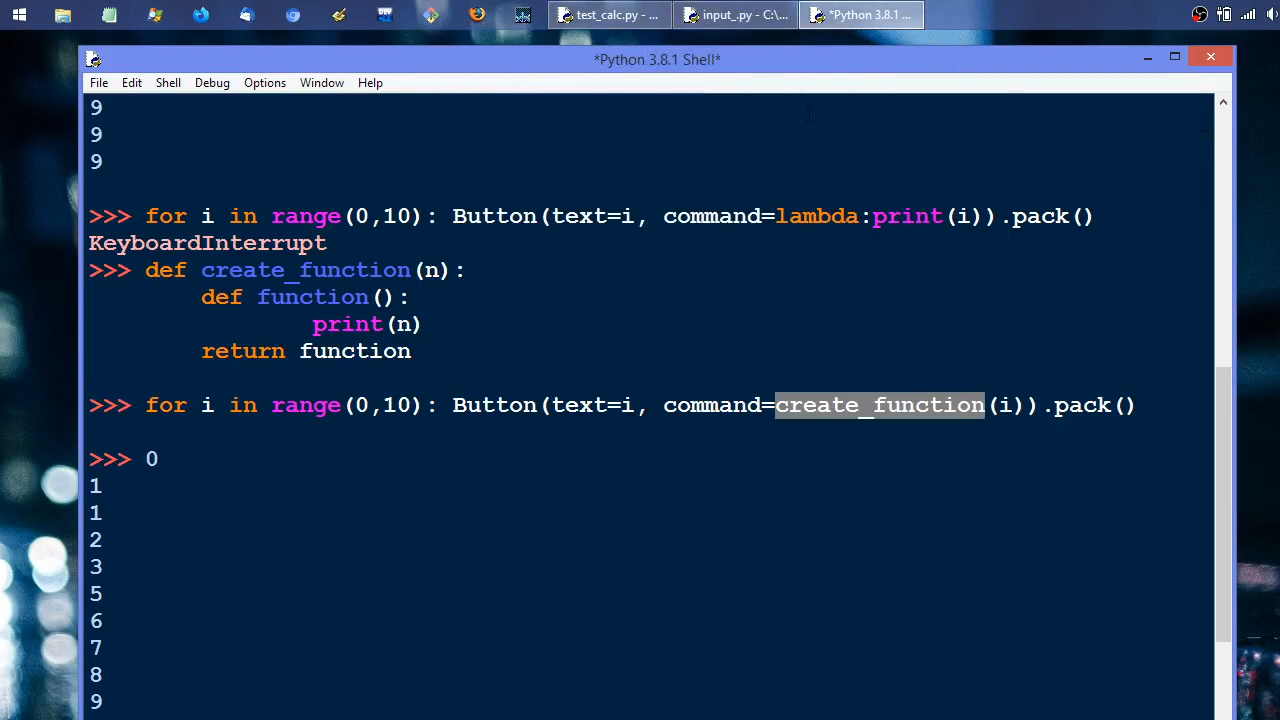 test_calc.py - ...
input_.py - C:\...
*Python 3.8.1 ...
*Python 3.8.1 Shell*
File Edit Shell Debug Options Window Help
9
9
9
>>> for i in range(0,10): Button(text=i, command=lambda:print(i)).pack()
KeyboardInterrupt
>>> def create_function(n):
def function():
print(n)
return function
>>> for i in range(0,10): Button(text=i, command=create_function(i)).pack()
>>> 0
1
1
2
3
5
6
7
8
9